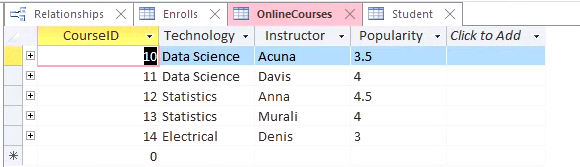 Relationships Enrolls OnlineCourses Student
CourseID Technology Instructor Popularity Click to Add
10 Data Science Acuna 3.5
11 Data Science Davis 4
12 Statistics Anna 4.5
13 Statistics Murali 4
14 Electrical Denis 3
0